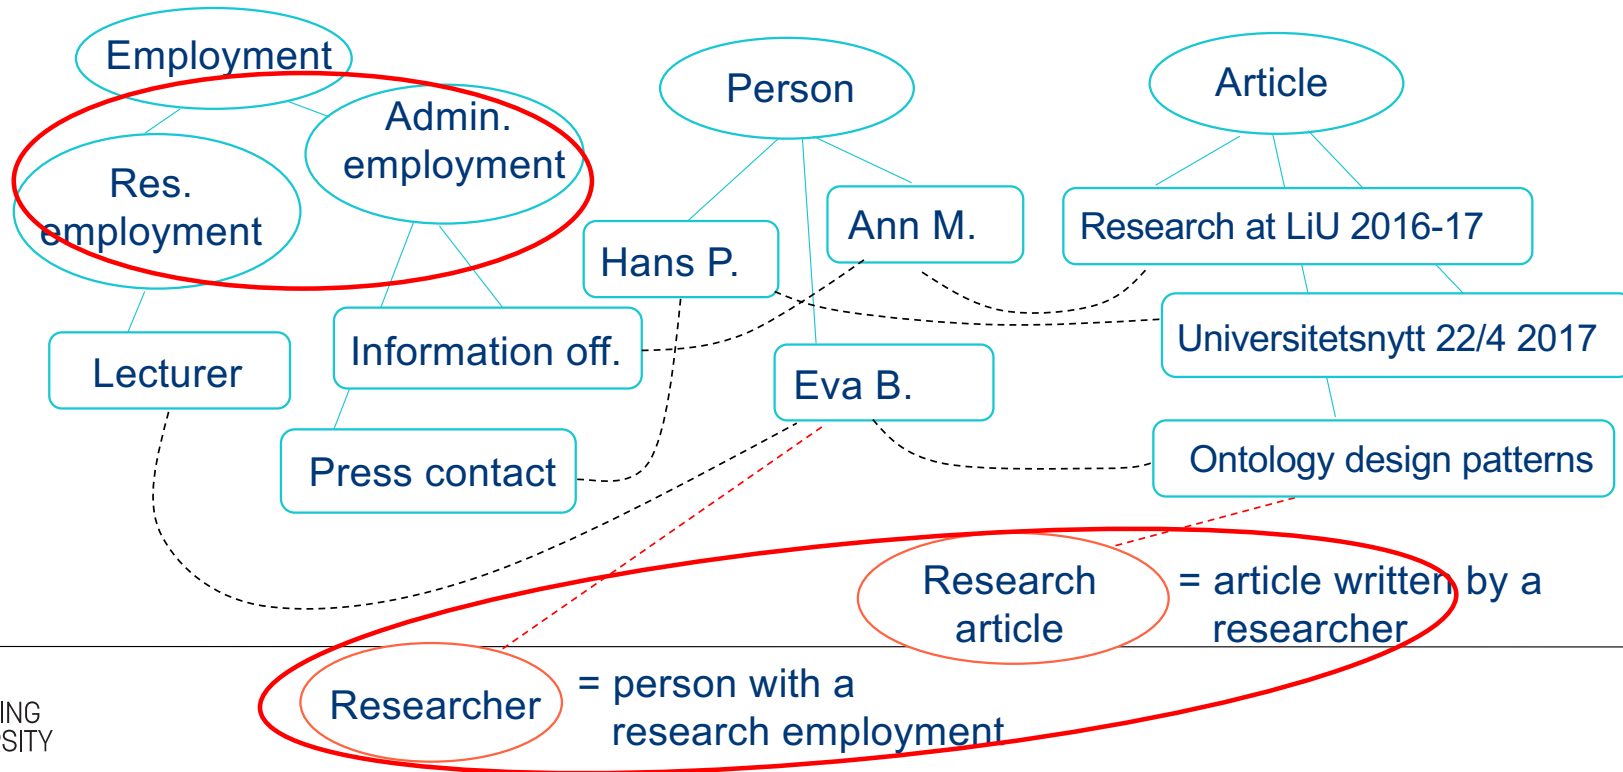 Employment
Person
Article
Admin.
employment
Res.
employment
Hans P.
Ann M.
Research at LiU 2016-17
Lecturer
Information off.
Eva B.
Universitetsnytt 22/4 2017
Press contact
Ontology design patterns
Research
article
= article written by a
researcher
Researcher
= person with a
research employment